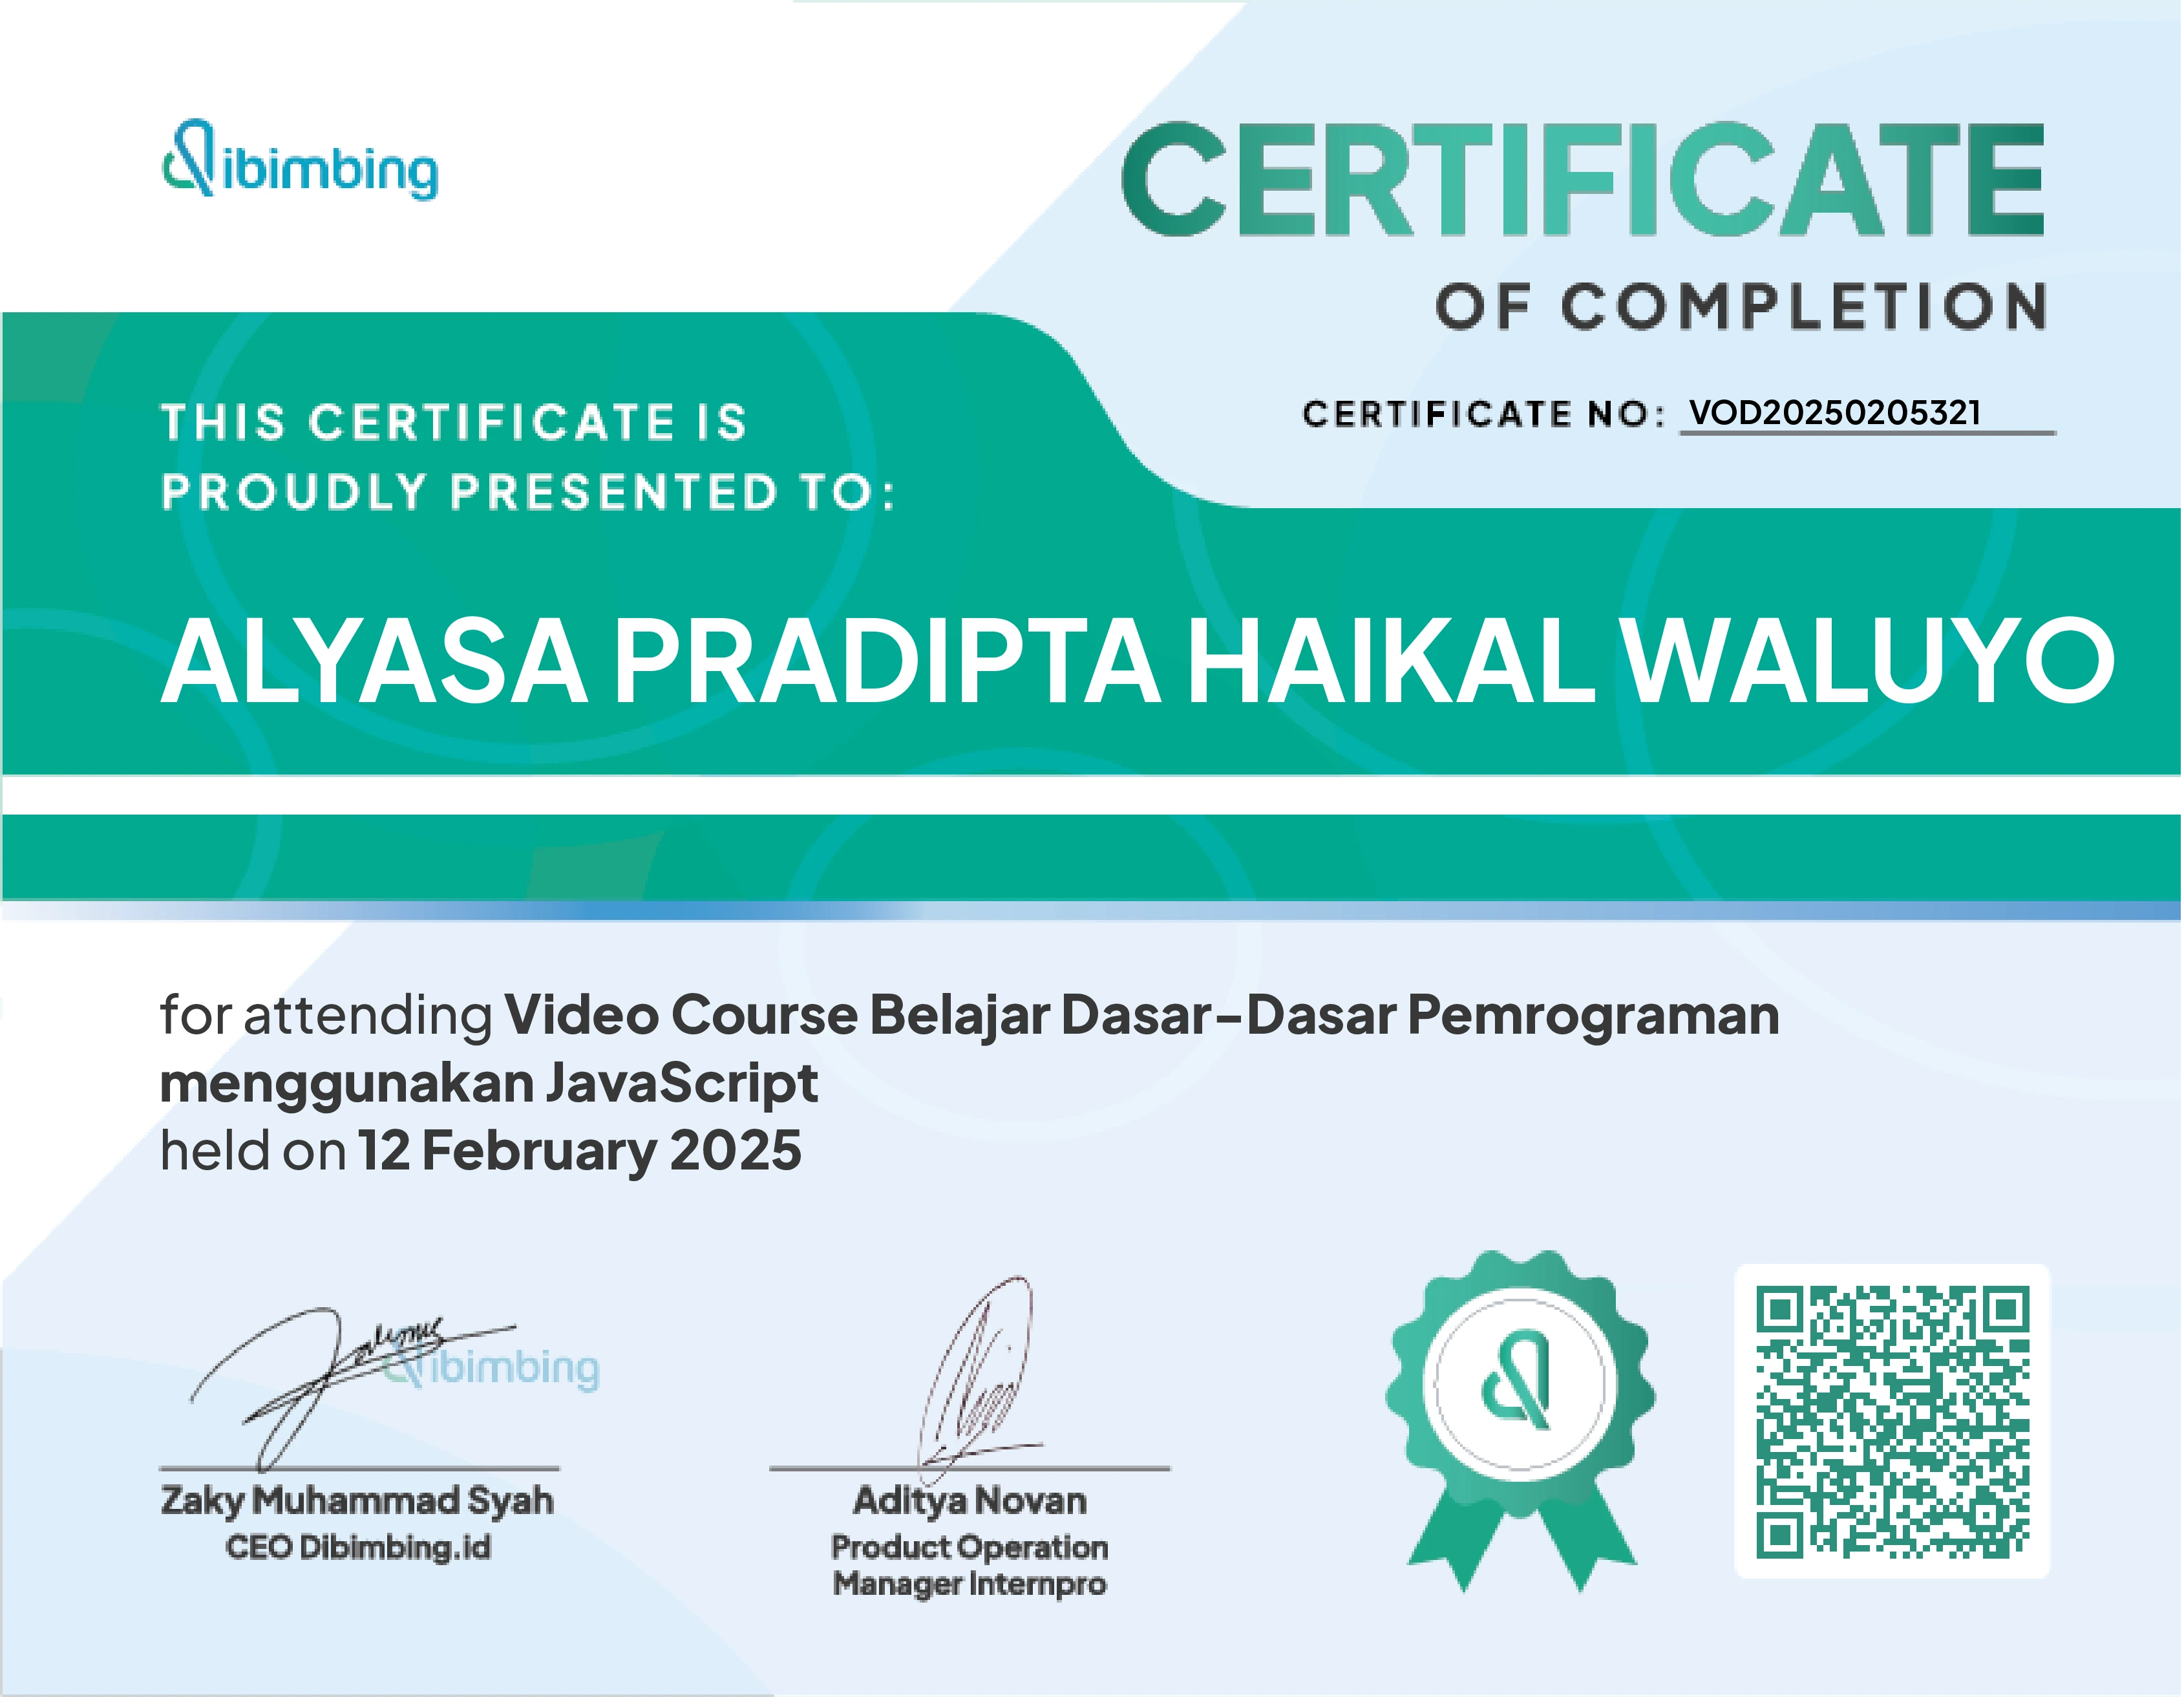 dibimbing
CERTIFICATE
OF COMPLETION
CERTIFICATE NO: VOD20250205321
THIS CERTIFICATE IS
PROUDLY PRESENTED TO:
ALYASA PRADIPTA HAIKAL WALUYO
for attending Video Course Belajar Dasar-Dasar Pemrograman
menggunakan JavaScript
held on 12 February 2025
dibimbing
Zaky Muhammad Syah
CEO Dibimbing.id
Aditya Novan
Product Operation
Manager Internpro